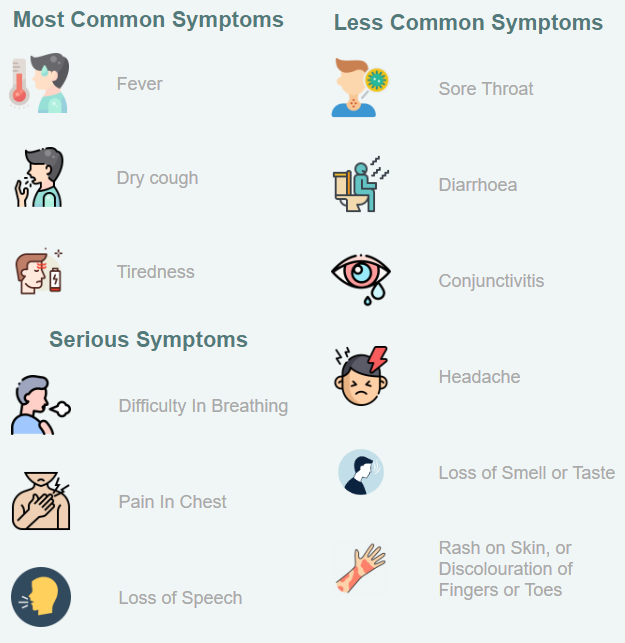 Most Common Symptoms
Fever
Dry cough
Tiredness
Serious Symptoms
Difficulty In Breathing
Pain In Chest
Loss of Speech
Less Common Symptoms
Sore Throat
Diarrhoea
Conjunctivitis
Headache
Loss of Smell or Taste
Rash on Skin, or
Discolouration of
Fingers or Toes